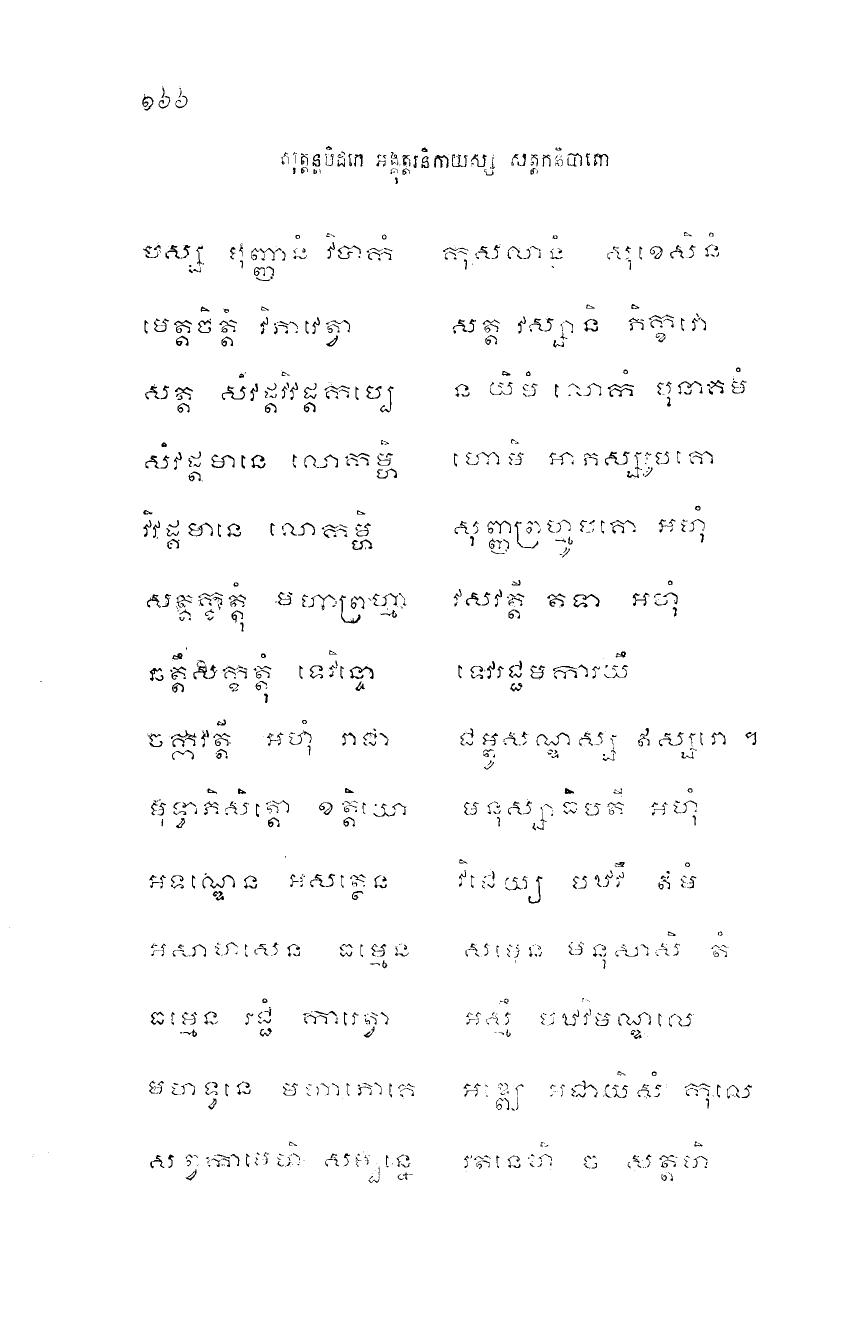 ១៦៦
សុត្តន្តបិដកេ អង្គុត្តរនិកាយស្ស សត្តកនិបាតោ
បស្ស បុញ្ញានំ វិបាកំ កុសលានំ សុខេសិនំ
មេត្តចិត្តំ វិភាវេត្វា សត្ត វស្សានិ ភិក្ខវោ
សត្ត សំវដ្តវិវដ្តកប្បេ ន យិមំ លោកំ បុនាគមំ
សំវដ្តមានេ លោកម្ហិ ហោមិ អាភស្សរូបគោ
វិវដ្តមានេ លោកម្ហិ សុញ្ញព្រហ្មូបគោ អហុំ
សត្តក្ខត្តុំ មហាព្រហ្មា វសវត្តី តទា អហុំ
ឆត្តឹសក្ខត្តុំ ទេវិន្ទោ ទេវរជ្ជមការយឹ
ចក្កវត្តី អហុំ រាជា ជម្ពូសណ្ឌស្ស ឥស្សរោ ។
មុទ្ធាភិសិត្តោ ខត្តិយោ មនុស្សាធិបតី អហុំ
អទណ្ឌេន អសត្ថេន វិជេយ្យ បឋវឹ ឥមំ
អសាហសេន ធម្មេន សមេន មនុសាសិ តំ
ធម្មេន រជ្ជំ ការេត្វា អស្មឹ បឋវិមណ្ឌលេ
មហទ្ធនេ មហាភោគេ អឌ្ឍេ អជាយិសំ កុលេ
សព្វកាមេហិ សម្បន្នេ រតនេហិ ច សត្តហិ